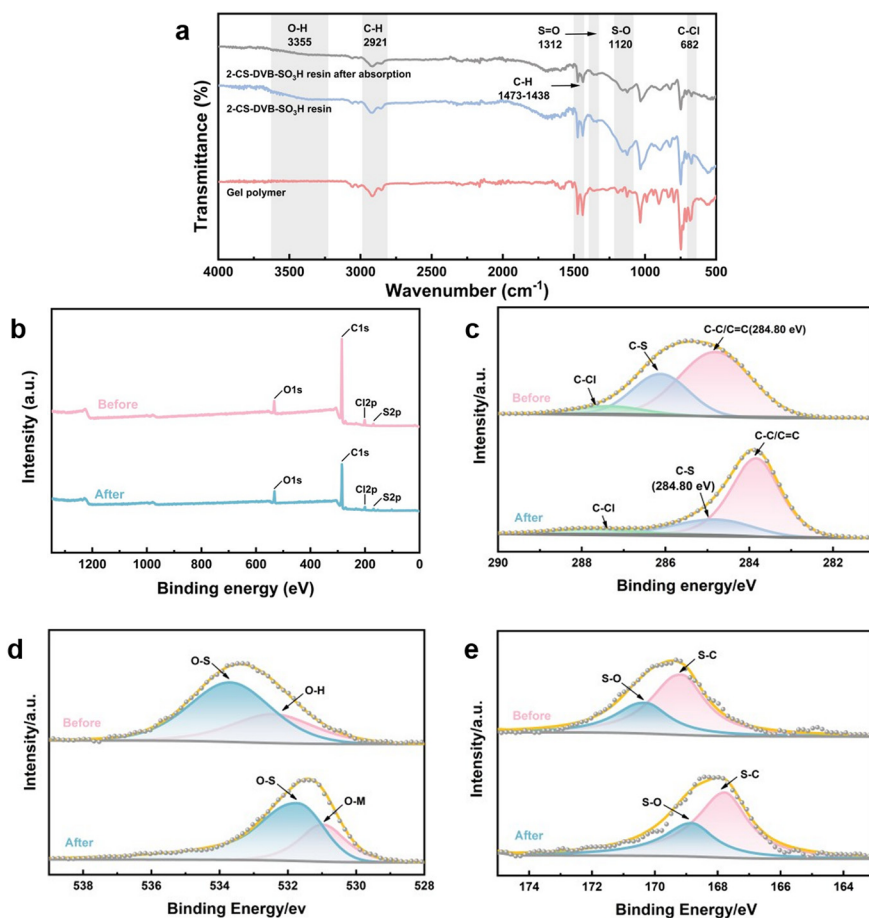 a
O-H
3355
C-H
2921
S=O
1312
S-O
1120
C-Cl
682
2-CS-DVB-SO₃H resin after absorption
C-H
1473-1438
2-CS-DVB-SO₃H resin
Gel polymer
Transmittance (%)
4000 3500 3000 2500 2000 1500 1000 500
Wavenumber (cm⁻¹)
b
C1s
O1s
Cl2p
S2p
Before
C1s
O1s
Cl2p
S2p
After
Intensity (a.u.)
1200 1000 800 600 400 200 0
Binding energy (eV)
c
C-C/C=C(284.80 eV)
C-S
C-Cl
Before
C-C/C=C
C-S
(284.80 eV)
C-Cl
After
Intensity/a.u.
290 288 286 284 282
Binding energy/eV
d
O-S
O-H
Before
O-S
O-M
After
Intensity/a.u.
538 536 534 532 530 528
Binding Energy/ev
e
S-C
S-O
Before
S-C
S-O
After
Intensity/a.u.
174 172 170 168 166 164
Binding Energy/eV